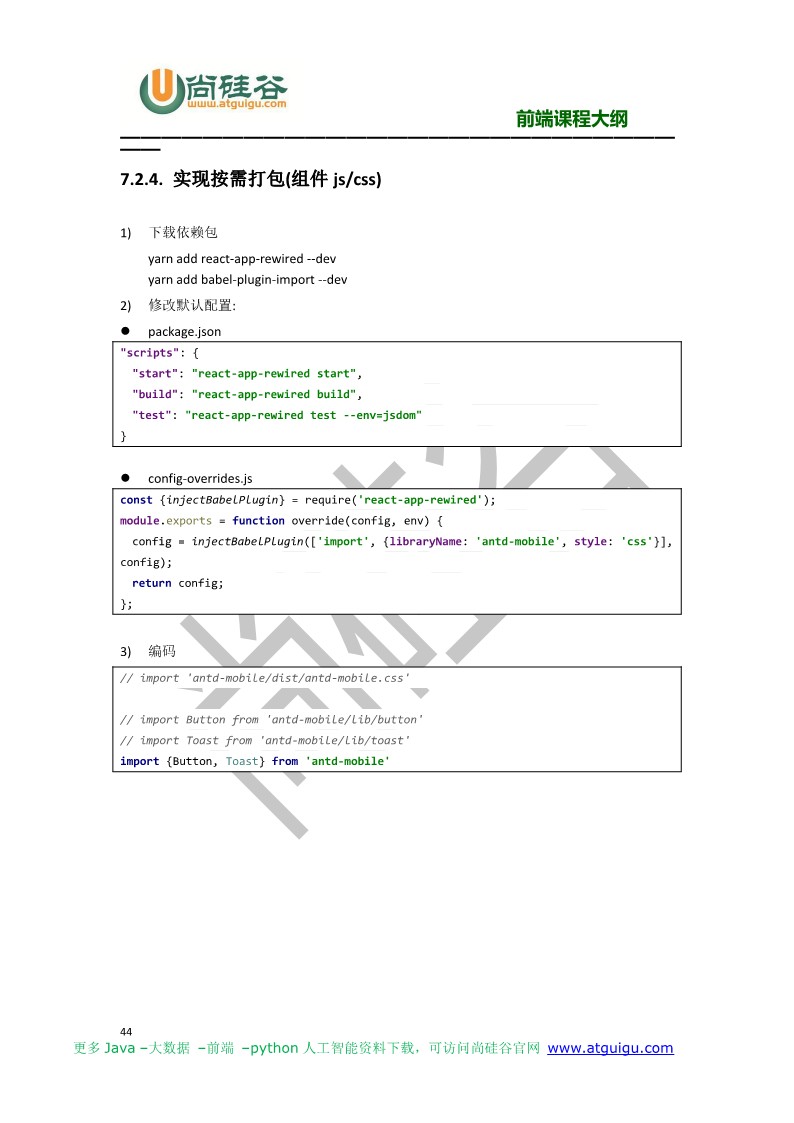 尚硅谷
www.atguigu.com
前端课程大纲
7.2.4. 实现按需打包(组件 js/css)
1) 下载依赖包
yarn add react-app-rewired --dev
yarn add babel-plugin-import --dev
2) 修改默认配置:
● package.json
"scripts": {
"start": "react-app-rewired start",
"build": "react-app-rewired build",
"test": "react-app-rewired test --env=jsdom"
}
● config-overrides.js
const {injectBabelPlugin} = require('react-app-rewired');
module.exports = function override(config, env) {
config = injectBabelPlugin(['import', {libraryName: 'antd-mobile', style: 'css'}],
config);
return config;
};
3) 编码
// import 'antd-mobile/dist/antd-mobile.css'
// import Button from 'antd-mobile/lib/button'
// import Toast from 'antd-mobile/lib/toast'
import {Button, Toast} from 'antd-mobile'
44
更多 Java –大数据 –前端 –python 人工智能资料下载，可访问尚硅谷官网 www.atguigu.com